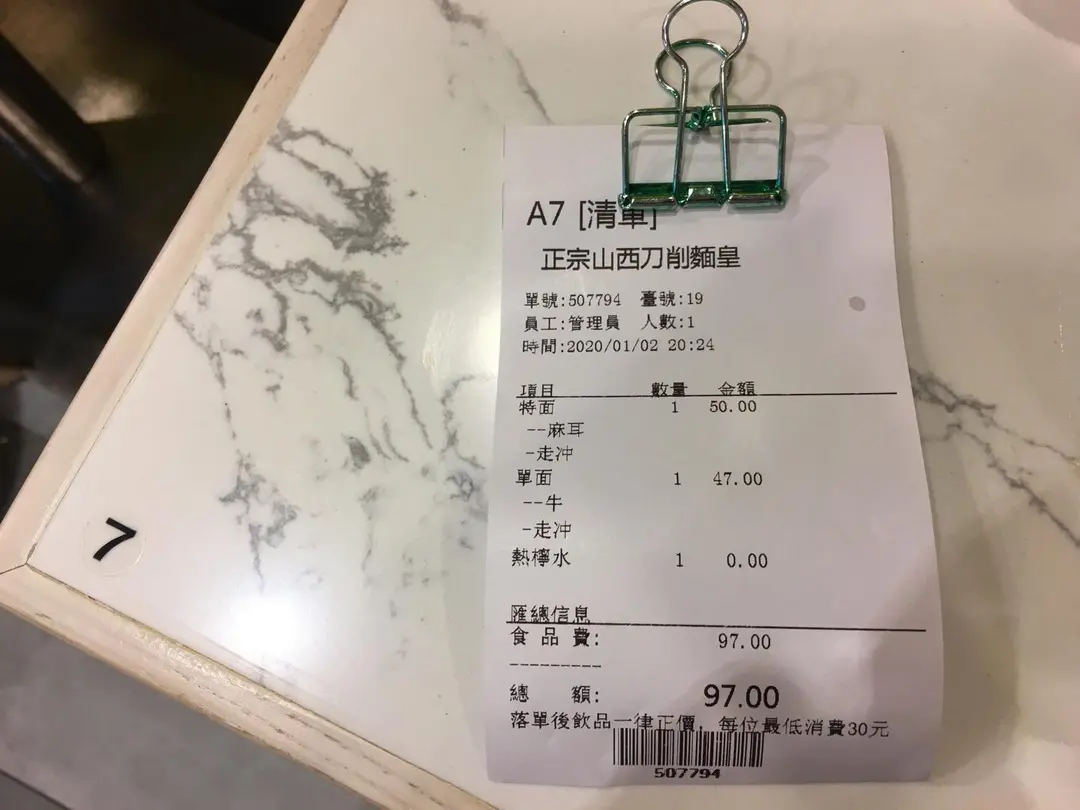 A7 [清單]
正宗山西刀削麵皇
單號:507794 臺號:19
員工:管理員 人數:1
時間:2020/01/02 20:24
項目 數量 金額
特面 1 50.00
--麻耳
-走冲
單面 1 47.00
--牛
-走冲
熱檸水 1 0.00
匯總信息
食品費: 97.00
---------
總 額: 97.00
落單後飲品一律正價, 每位最低消費30元
507794
7